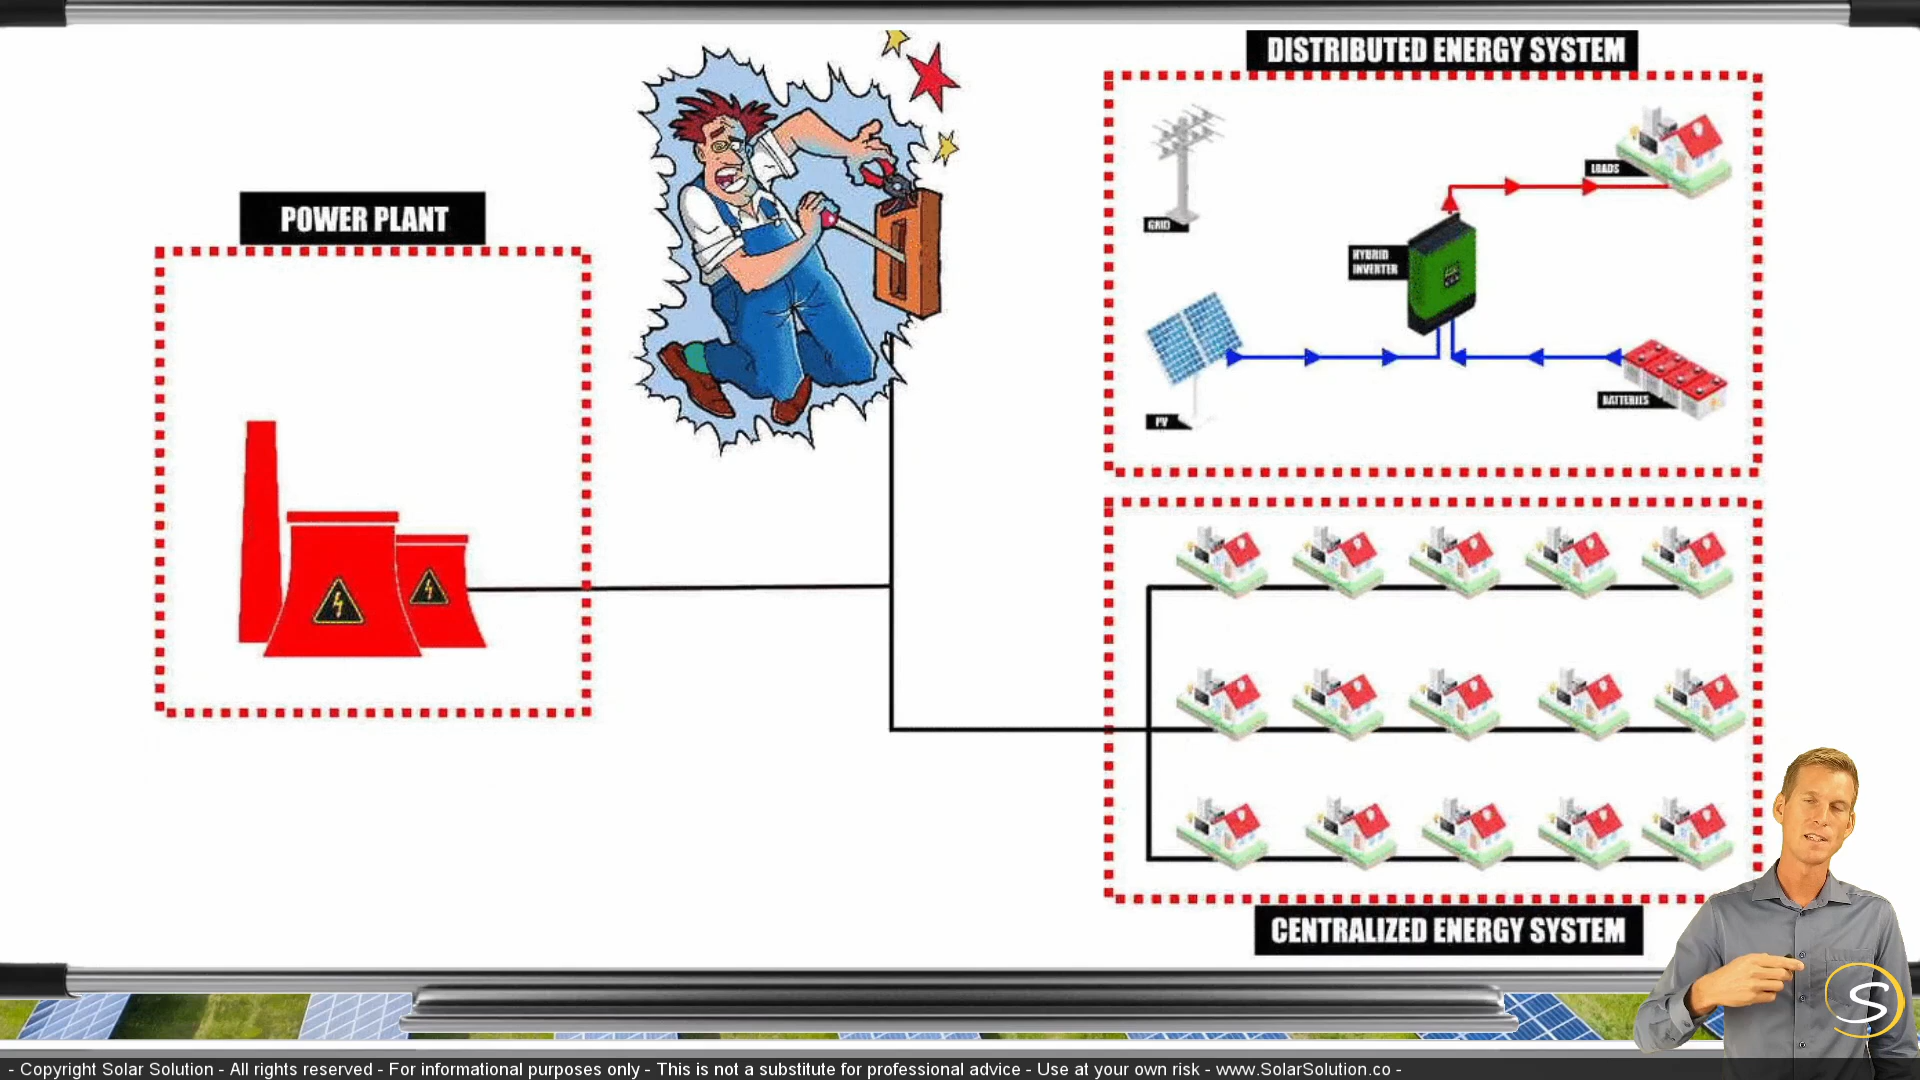 DISTRIBUTED ENERGY SYSTEM
POWER PLANT
GRID
LOADS
HYBRID
INVERTER
PV
BATTERIES
CENTRALIZED ENERGY SYSTEM
S
- Copyright Solar Solution - All rights reserved - For informational purposes only - This is not a substitute for professional advice - Use at your own risk - www.SolarSolution.co -